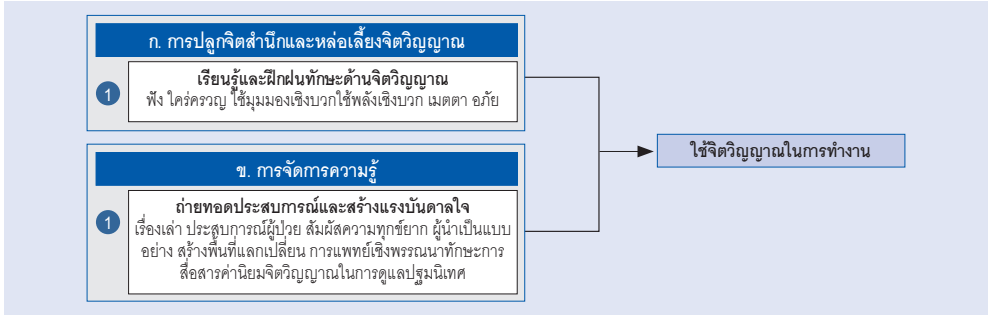 ก. การปลูกจิตสำนึกและหล่อเลี้ยงจิตวิญญาณ
1
เรียนรู้และฝึกฝนทักษะด้านจิตวิญญาณ
ฟัง ใคร่ครวญ ใช้มุมมองเชิงบวกใช้พลังเชิงบวก เมตตา อภัย
ใช้จิตวิญญาณในการทำงาน
ข. การจัดการความรู้
1
ถ่ายทอดประสบการณ์และสร้างแรงบันดาลใจ
เรื่องเล่า ประสบการณ์ผู้ป่วย สัมผัสความทุกข์ยาก ผู้นำเป็นแบบ
อย่าง สร้างพื้นที่แลกเปลี่ยน การแพทย์เชิงพรรณนาทักษะการ
สื่อสารค่านิยมจิตวิญญาณในการดูแลปฐมนิเทศ